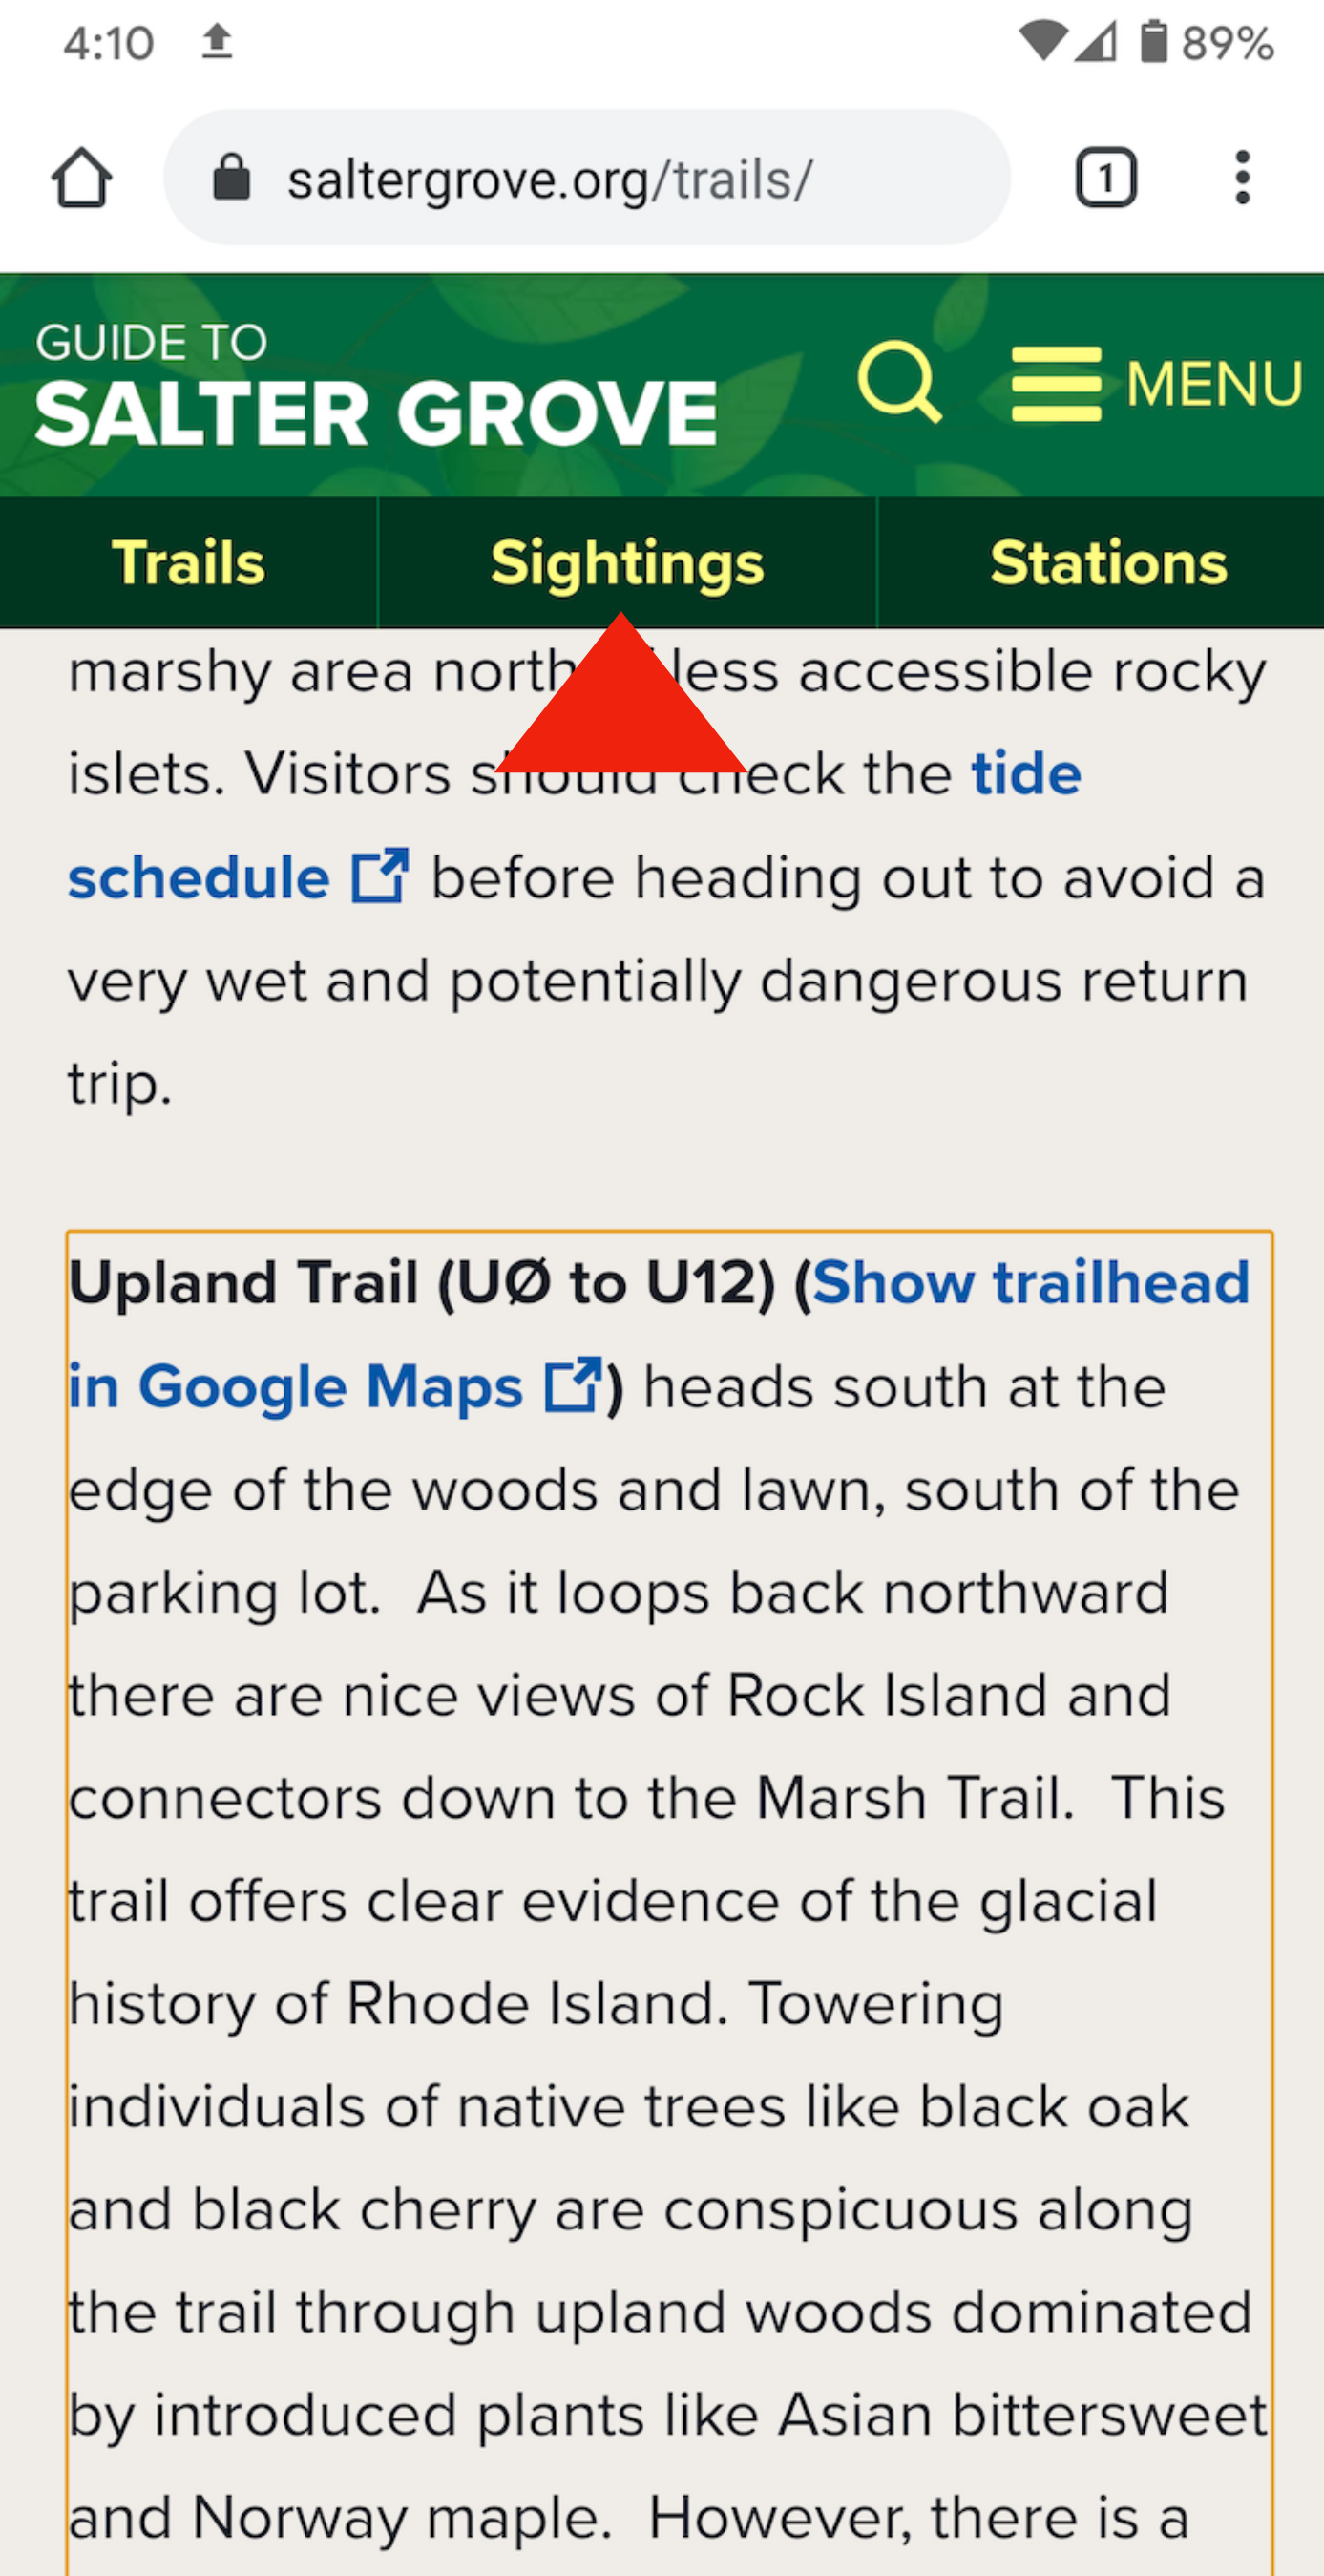 4:10 89%
saltergrove.org/trails/ 1
GUIDE TO
SALTER GROVE MENU
Trails Sightings Stations
marshy area north less accessible rocky
islets. Visitors should check the tide
schedule before heading out to avoid a
very wet and potentially dangerous return
trip.
Upland Trail (UØ to U12) (Show trailhead
in Google Maps ) heads south at the
edge of the woods and lawn, south of the
parking lot. As it loops back northward
there are nice views of Rock Island and
connectors down to the Marsh Trail. This
trail offers clear evidence of the glacial
history of Rhode Island. Towering
individuals of native trees like black oak
and black cherry are conspicuous along
the trail through upland woods dominated
by introduced plants like Asian bittersweet
and Norway maple. However, there is a